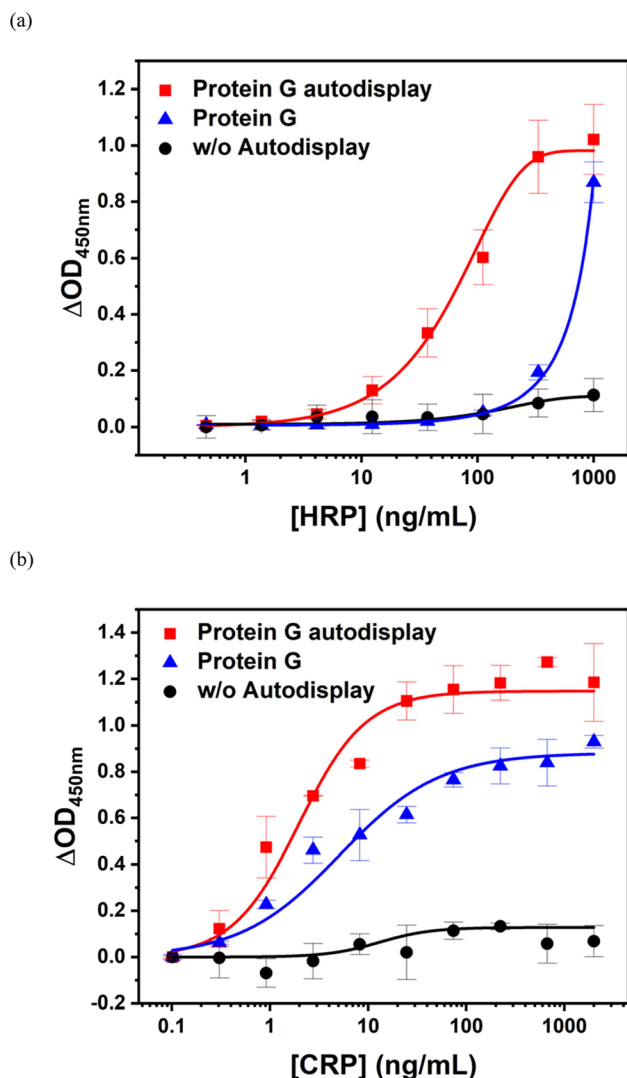 (a)
1.2
1.0
0.8
0.6
0.4
0.2
0.0
ΔOD450nm
Protein G autodisplay
Protein G
w/o Autodisplay
1 10 100 1000
[HRP] (ng/mL)
(b)
1.4
1.2
1.0
0.8
0.6
0.4
0.2
0.0
-0.2
ΔOD450nm
Protein G autodisplay
Protein G
w/o Autodisplay
0.1 1 10 100 1000
[CRP] (ng/mL)